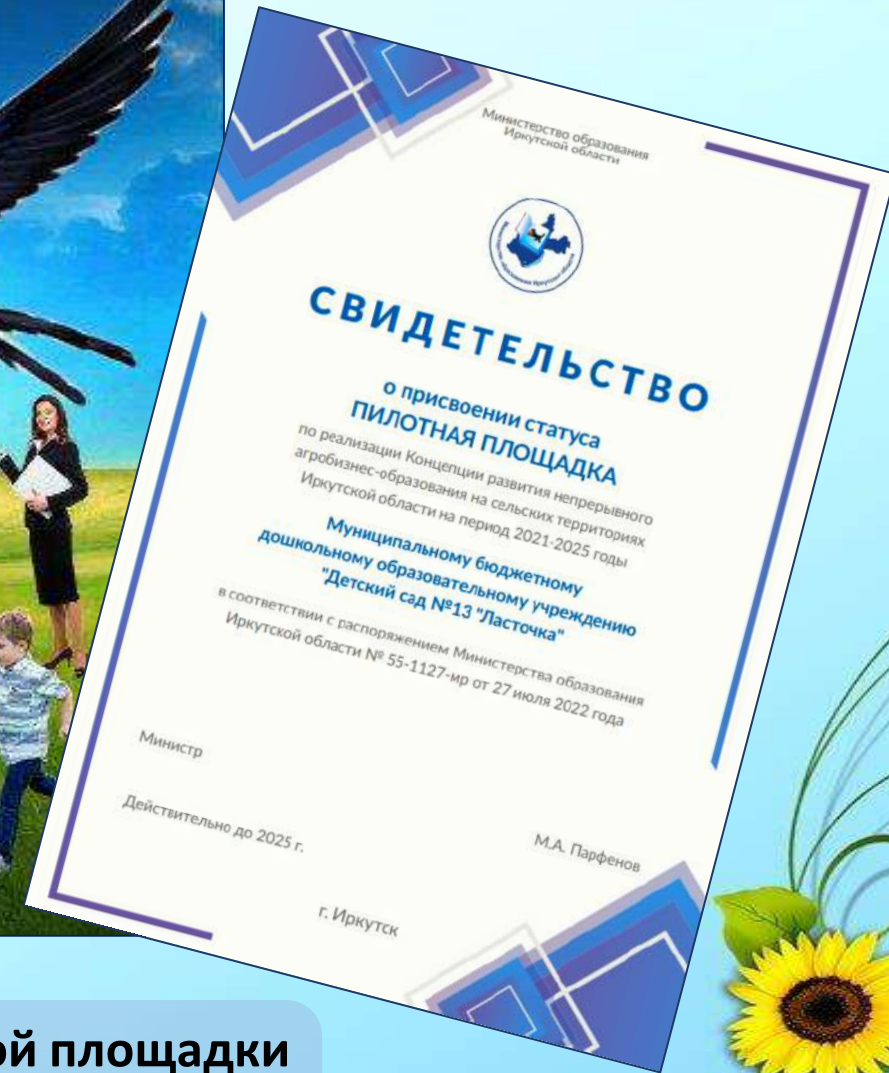 Министерство образования
Иркутской области
СВИДЕТЕЛЬСТВО
о присвоении статуса
ПИЛОТНАЯ ПЛОЩАДКА
по реализации Концепции развития непрерывного
агробизнес-образования на сельских территориях
Иркутской области на период 2021-2025 годы
Муниципальному бюджетному
дошкольному образовательному учреждению
"Детский сад №13 "Ласточка"
в соответствии с распоряжением Министерства образования
Иркутской области № 55-1127-мр от 27 июля 2022 года
Министр
М.А. Парфенов
Действительно до 2025 г.
г. Иркутск
ой площадки